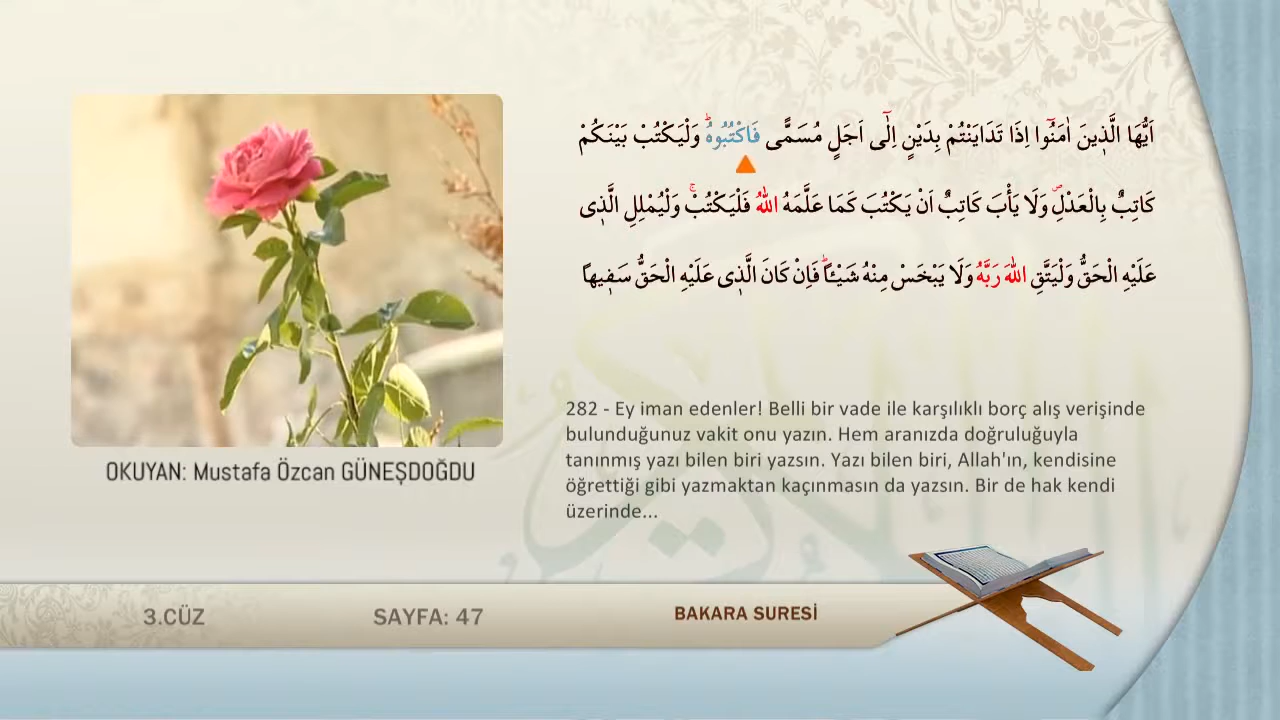 اَيُّهَا الَّذ۪ينَ اٰمَنُٓوا اِذَا تَدَايَنْتُمْ بِدَيْنٍ اِلٰٓى اَجَلٍ مُسَمًّى فَاكْتُبُوهُۜ وَلْيَكْتُبْ بَيْنَكُمْ
كَاتِبٌ بِالْعَدْلِۖ وَلَا يَأْبَ كَاتِبٌ اَنْ يَكْتُبَ كَمَا عَلَّمَهُ اللّٰهُ فَلْيَكْتُبْۚ وَلْيُمْلِلِ الَّذ۪ى
عَلَيْهِ الْحَقُّ وَلْيَتَّقِ اللّٰهَ رَبَّهُ وَلَا يَبْخَسْ مِنْهُ شَيْـًٔاۜ فَاِنْ كَانَ الَّذ۪ى عَلَيْهِ الْحَقُّ سَف۪يهاً
282 - Ey iman edenler! Belli bir vade ile karşılıklı borç alış verişinde
bulunduğunuz vakit onu yazın. Hem aranızda doğruluğuyla
tanınmış yazı bilen biri yazsın. Yazı bilen biri, Allah'ın, kendisine
öğrettiği gibi yazmaktan kaçınmasın da yazsın. Bir de hak kendi
üzerinde...
OKUYAN: Mustafa Özcan GÜNEŞDOĞDU
3.CÜZ
SAYFA: 47
BAKARA SURESİ